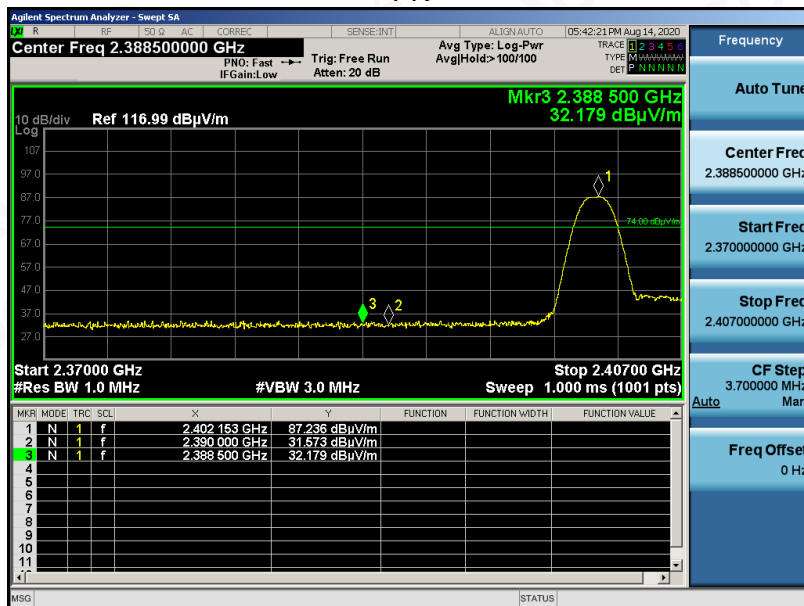 Agilent Spectrum Analyzer - Swept SA
LXI R RF 50 Ω AC CORREC SENSE:INT ALIGN AUTO 05:42:21 PM Aug 14, 2020
Center Freq 2.388500000 GHz
PNO: Fast
IFGain:Low
Trig: Free Run
Atten: 20 dB
Avg Type: Log-Pwr
Avg|Hold:>100/100
TRACE 1 2 3 4 5 6
TYPE M
DET P N N N N N
Mkr3 2.388 500 GHz
32.179 dBµV/m
10 dB/div Ref 116.99 dBµV/m
Log
107
97.0
87.0
77.0
67.0
57.0
47.0
37.0
27.0
1
74.00 dBµV/m
3
2
Start 2.37000 GHz Stop 2.40700 GHz
#Res BW 1.0 MHz #VBW 3.0 MHz Sweep 1.000 ms (1001 pts)
MKR MODE TRC SCL X Y FUNCTION FUNCTION WIDTH FUNCTION VALUE
1 N 1 f 2.402 153 GHz 87.236 dBµV/m
2 N 1 f 2.390 000 GHz 31.573 dBµV/m
3 N 1 f 2.388 500 GHz 32.179 dBµV/m
4
5
6
7
8
9
10
11
MSG STATUS
Frequency
Auto Tune
Center Freq
2.388500000 GHz
Start Freq
2.370000000 GHz
Stop Freq
2.407000000 GHz
CF Step
3.700000 MHz
Auto Man
Freq Offset
0 Hz